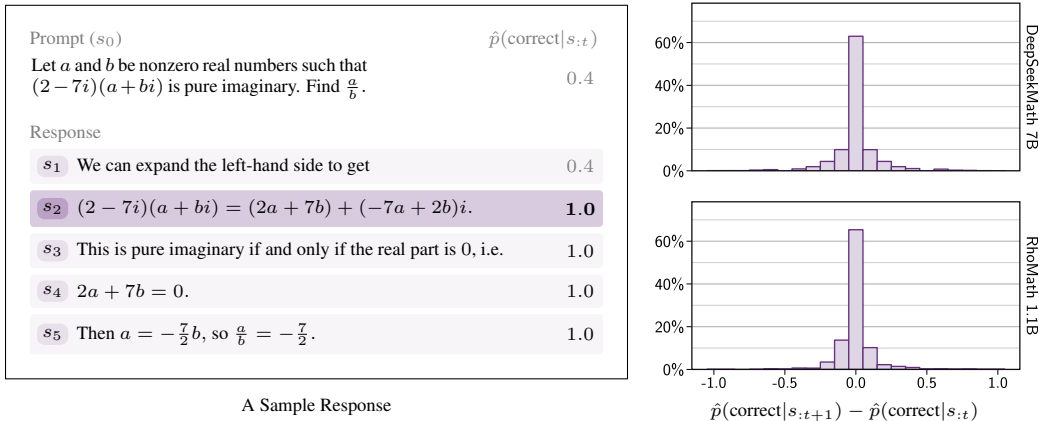 Prompt (s₀) p̂(correct|s:t)
Let a and b be nonzero real numbers such that
(2 − 7i)(a + bi) is pure imaginary. Find a/b. 0.4
Response
s₁ We can expand the left-hand side to get 0.4
s₂ (2 − 7i)(a + bi) = (2a + 7b) + (−7a + 2b)i. 1.0
s₃ This is pure imaginary if and only if the real part is 0, i.e. 1.0
s₄ 2a + 7b = 0. 1.0
s₅ Then a = −7/2 b, so a/b = −7/2. 1.0
A Sample Response
60%
40%
20%
0%
DeepSeekMath 7B
60%
40%
20%
0%
RhoMath 1.1B
-1.0 -0.5 0.0 0.5 1.0
p̂(correct|s:t+1) − p̂(correct|s:t)